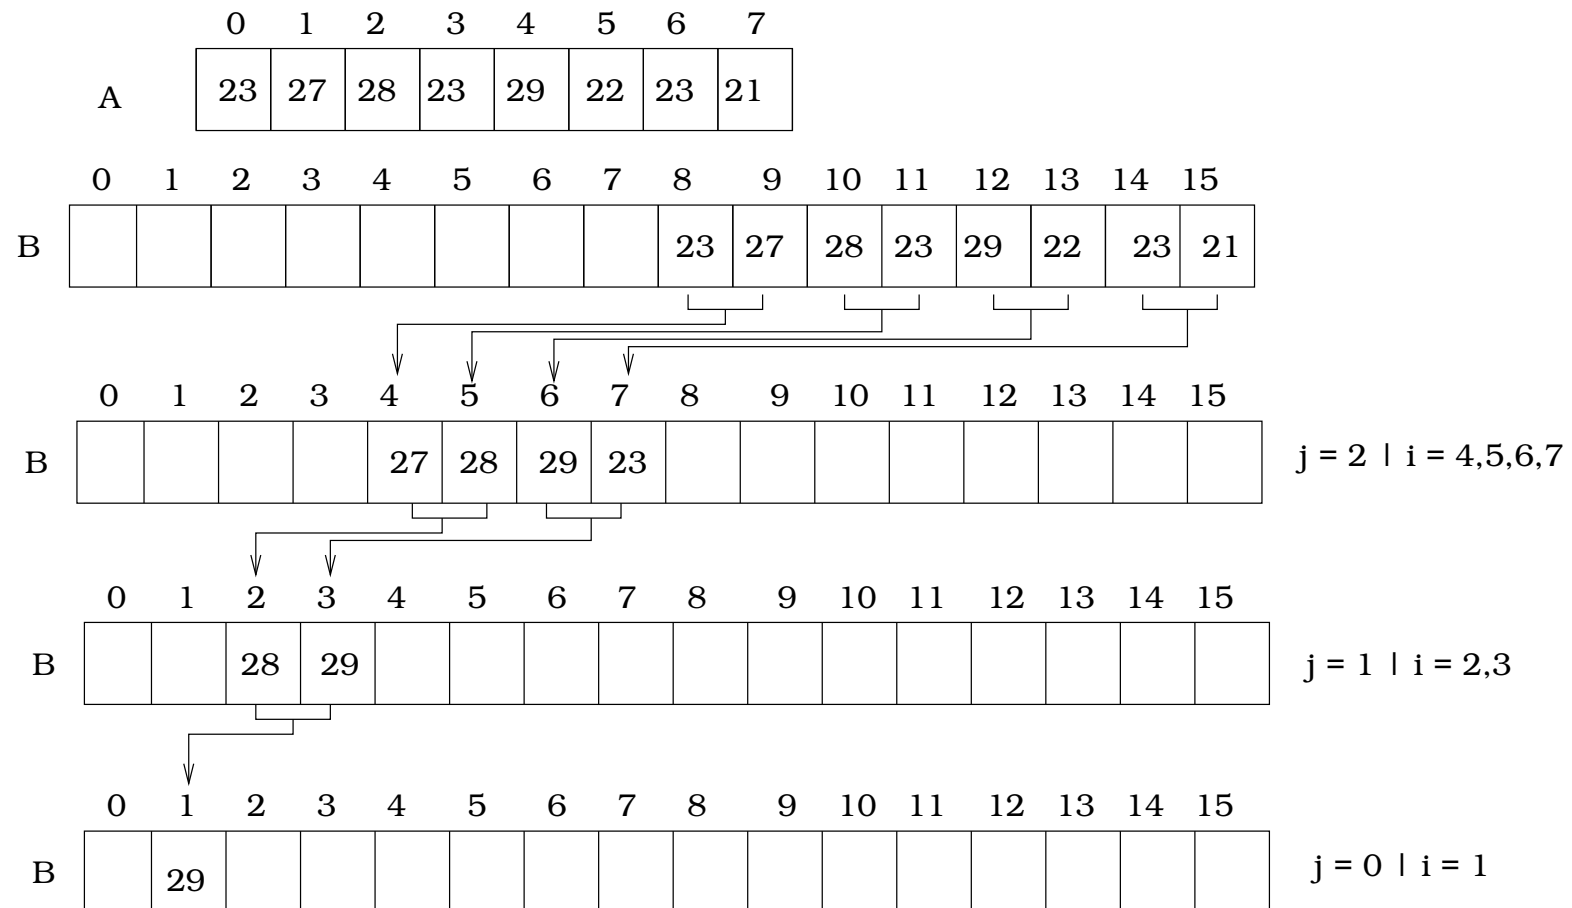 0 1 2 3 4 5 6 7
A 23 27 28 23 29 22 23 21
0 1 2 3 4 5 6 7 8 9 10 11 12 13 14 15
B 23 27 28 23 29 22 23 21
0 1 2 3 4 5 6 7 8 9 10 11 12 13 14 15
B 27 28 29 23 j = 2 | i = 4,5,6,7
0 1 2 3 4 5 6 7 8 9 10 11 12 13 14 15
B 28 29 j = 1 | i = 2,3
0 1 2 3 4 5 6 7 8 9 10 11 12 13 14 15
B 29 j = 0 | i = 1